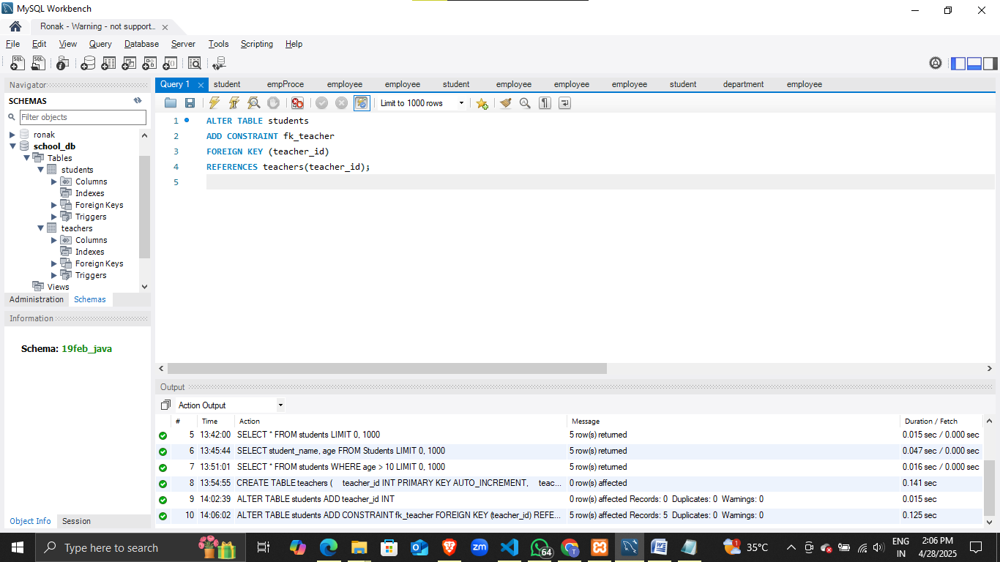 MySQL Workbench
Ronak - Warning - not support...
File Edit View Query Database Server Tools Scripting Help
Navigator
SCHEMAS
Filter objects
ronak
school_db
Tables
students
Columns
Indexes
Foreign Keys
Triggers
teachers
Columns
Indexes
Foreign Keys
Triggers
Views
Administration Schemas
Information
Schema: 19feb_java
Object Info Session
Query 1 student empProce employee employee student employee employee employee student department employee
Limit to 1000 rows
1 ALTER TABLE students
2 ADD CONSTRAINT fk_teacher
3 FOREIGN KEY (teacher_id)
4 REFERENCES teachers(teacher_id);
5
Output
Action Output
# Time Action Message Duration / Fetch
5 13:42:00 SELECT * FROM students LIMIT 0, 1000 5 row(s) returned 0.015 sec / 0.000 sec
6 13:45:44 SELECT student_name, age FROM Students LIMIT 0, 1000 5 row(s) returned 0.047 sec / 0.000 sec
7 13:51:01 SELECT * FROM students WHERE age > 10 LIMIT 0, 1000 5 row(s) returned 0.016 sec / 0.000 sec
8 13:54:55 CREATE TABLE teachers ( teacher_id INT PRIMARY KEY AUTO_INCREMENT, teac... 0 row(s) affected 0.141 sec
9 14:02:39 ALTER TABLE students ADD teacher_id INT 0 row(s) affected Records: 0 Duplicates: 0 Warnings: 0 0.015 sec
10 14:06:02 ALTER TABLE students ADD CONSTRAINT fk_teacher FOREIGN KEY (teacher_id) REFE... 5 row(s) affected Records: 5 Duplicates: 0 Warnings: 0 0.125 sec
Type here to search
zm
64
T
1
35°C
ENG
IN
2:06 PM
4/28/2025